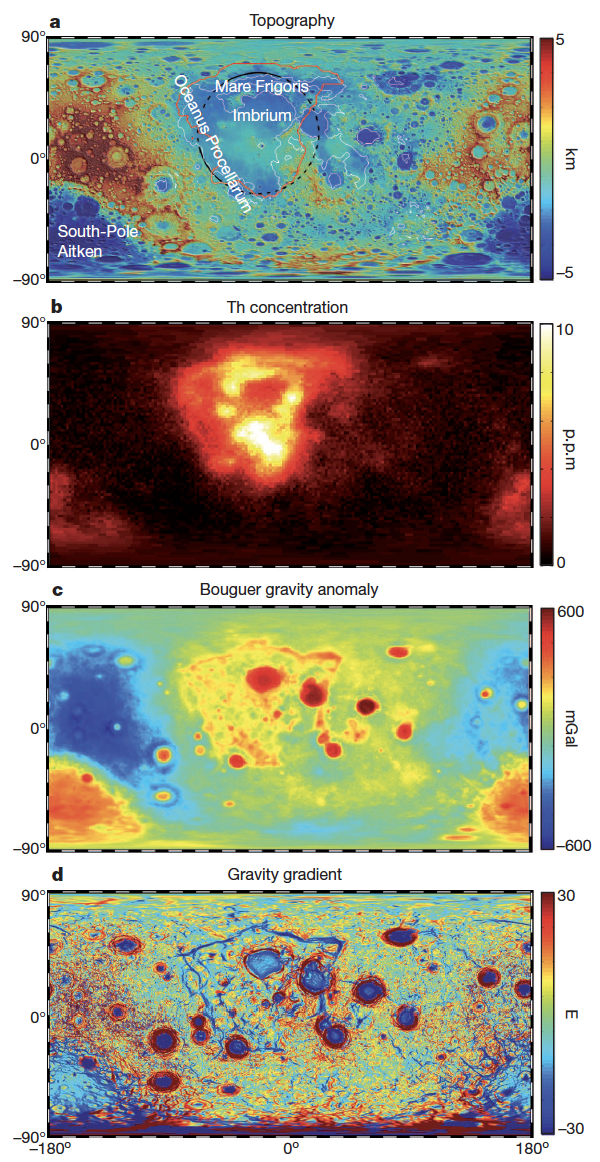 a Topography
90°
5
Mare Frigoris
Oceanus Procellarum
Imbrium
0°
km
South-Pole
Aitken
–90°
–5
b Th concentration
90°
10
0°
P.p.m
–90°
0
c Bouguer gravity anomaly
90°
600
0°
mGal
–90°
–600
d Gravity gradient
90°
30
0°
E
–90°
–30
–180° 0° 180°